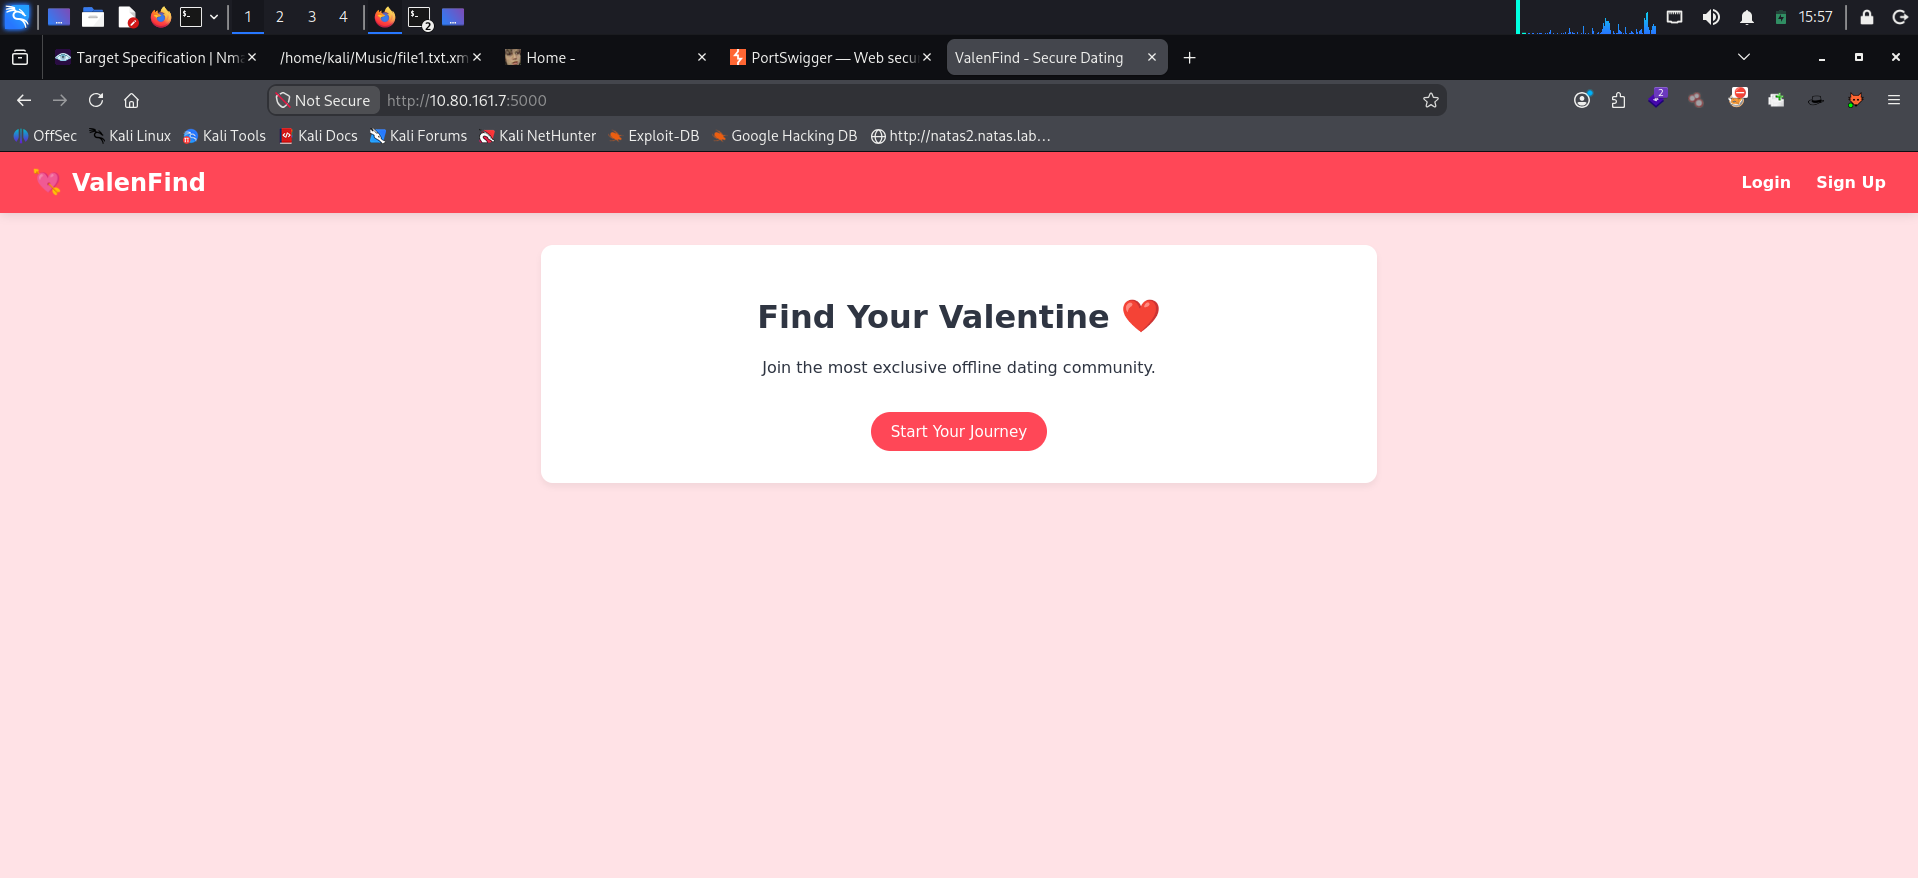 1 2 3 4 2 15:57
Target Specification | Nma /home/kali/Music/file1.txt.xm Home - PortSwigger — Web secu ValenFind - Secure Dating
Not Secure http://10.80.161.7:5000 2
OffSec Kali Linux Kali Tools Kali Docs Kali Forums Kali NetHunter Exploit-DB Google Hacking DB http://natas2.natas.lab...
ValenFind Login Sign Up
Find Your Valentine ❤️
Join the most exclusive offline dating community.
Start Your Journey